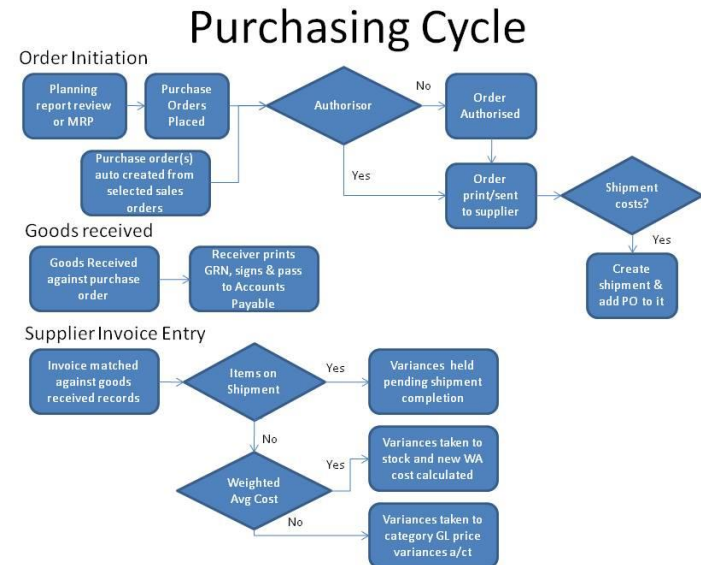 Purchasing Cycle
Order Initiation
Planning
report review
or MRP
Purchase
Orders
Placed
Authorisor
No
Order
Authorised
Purchase order(s)
auto created from
selected sales
orders
Yes
Order
print/sent
to supplier
Shipment
costs?
Yes
Create
shipment &
add PO to it
Goods received
Goods Received
against purchase
order
Receiver prints
GRN, signs & pass
to Accounts
Payable
Supplier Invoice Entry
Invoice matched
against goods
received records
Items on
Shipment
Yes
Variances held
pending shipment
completion
No
Weighted
Avg Cost
Yes
Variances taken to
stock and new WA
cost calculated
No
Variances taken to
category GL price
variances a/ct